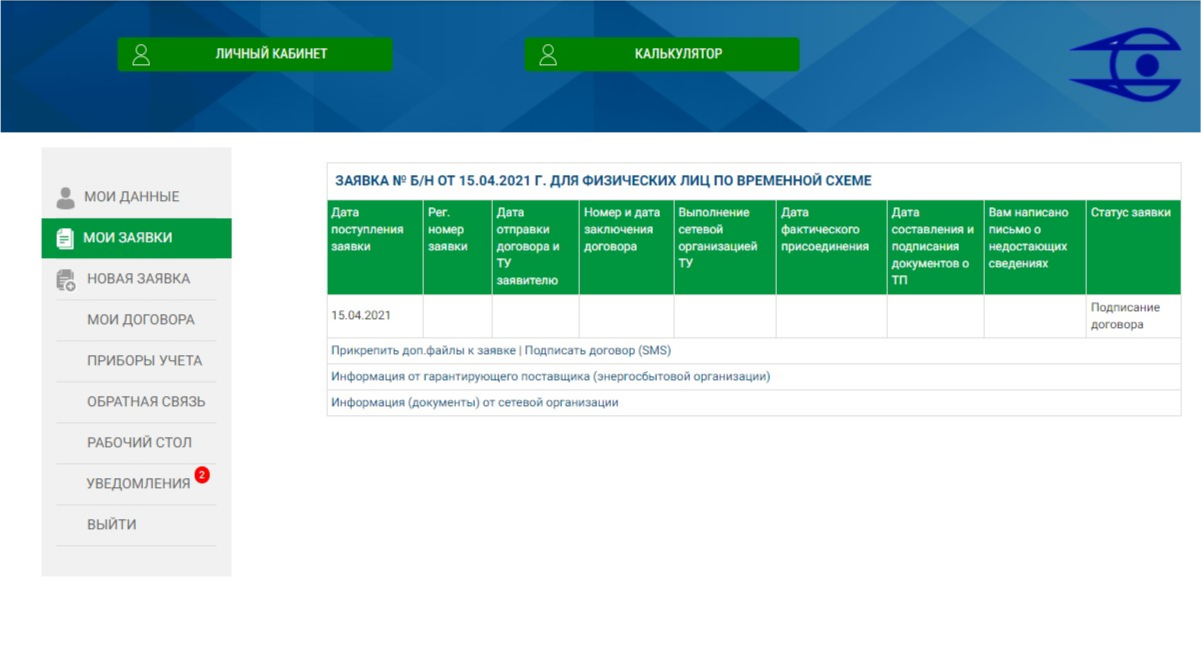 ЛИЧНЫЙ КАБИНЕТ
КАЛЬКУЛЯТОР
МОИ ДАННЫЕ
МОИ ЗАЯВКИ
НОВАЯ ЗАЯВКА
МОИ ДОГОВОРА
ПРИБОРЫ УЧЕТА
ОБРАТНАЯ СВЯЗЬ
РАБОЧИЙ СТОЛ
УВЕДОМЛЕНИЯ 2
ВЫЙТИ
ЗАЯВКА № Б/Н ОТ 15.04.2021 Г. ДЛЯ ФИЗИЧЕСКИХ ЛИЦ ПО ВРЕМЕННОЙ СХЕМЕ
Дата
поступления
заявки
Рег.
номер
заявки
Дата
отправки
договора и
ТУ
заявителю
Номер и дата
заключения
договора
Выполнение
сетевой
организацией
ТУ
Дата
фактического
присоединения
Дата
составления и
подписания
документов о
ТП
Вам написано
письмо о
недостающих
сведениях
Статус заявки
15.04.2021
Подписание
договора
Прикрепить доп.файлы к заявке | Подписать договор (SMS)
Информация от гарантирующего поставщика (энергосбытовой организации)
Информация (документы) от сетевой организации